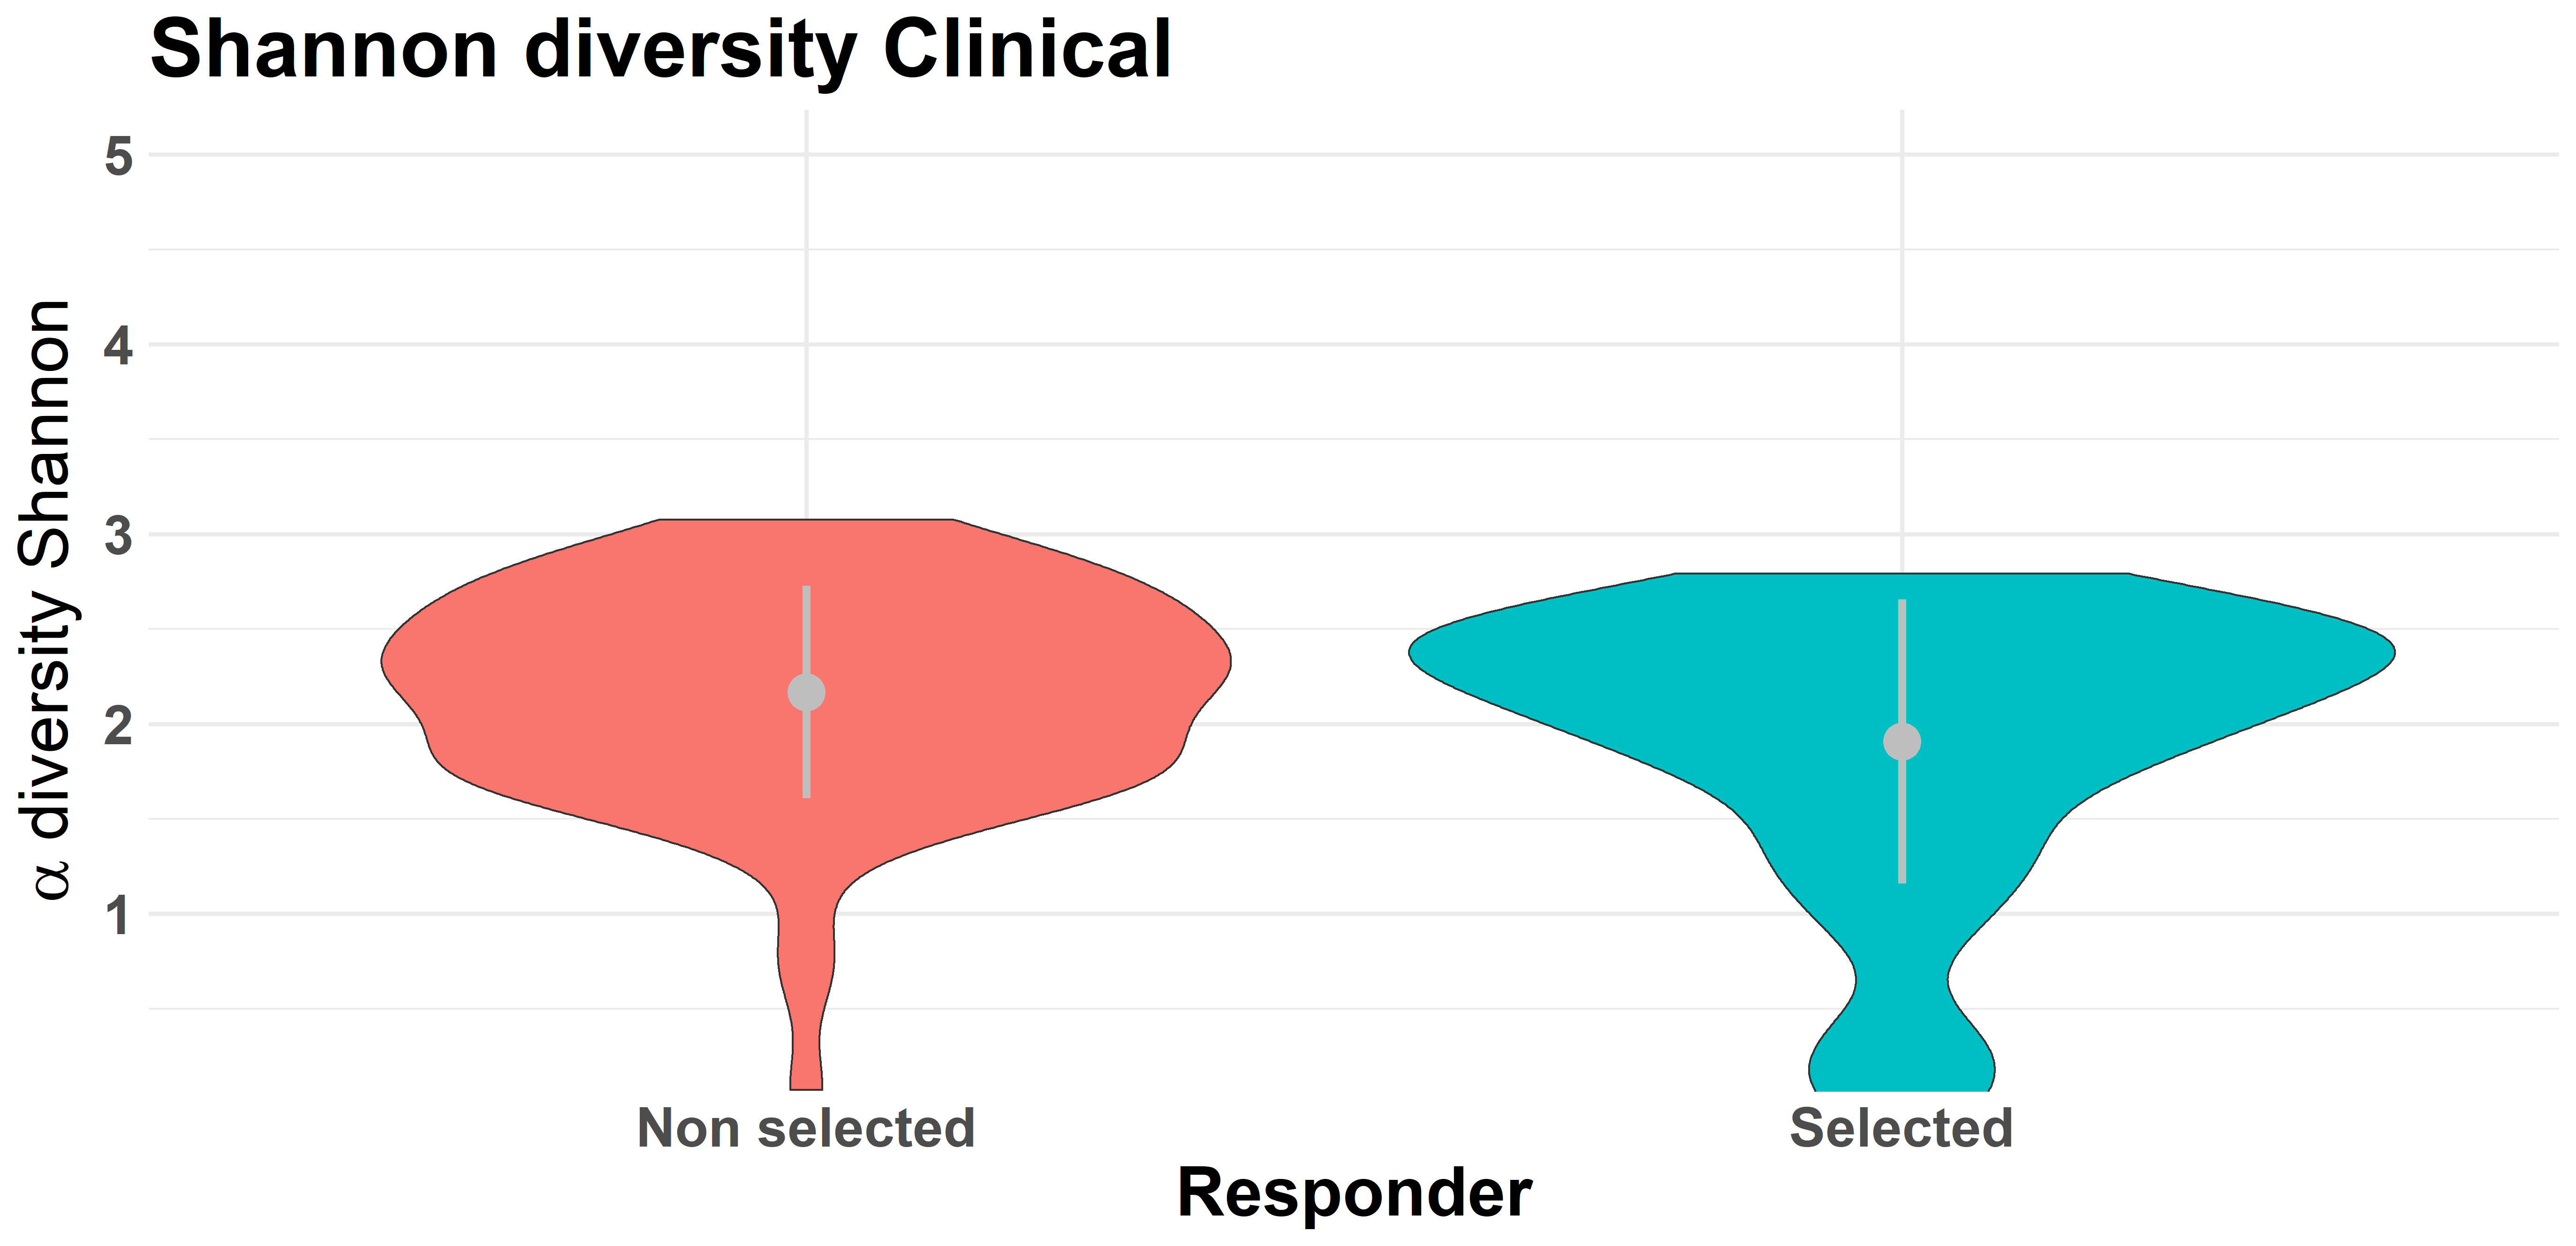 Shannon diversity Clinical
α diversity Shannon
5
4
3
2
1
Non selected
Selected
Responder